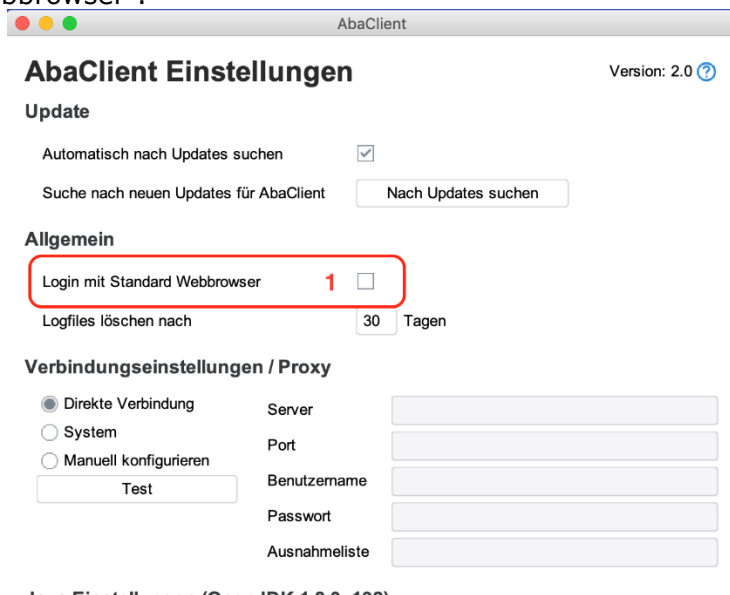 AbaClient
AbaClient Einstellungen
Version: 2.0 ?
Update
Automatisch nach Updates suchen
Suche nach neuen Updates für AbaClient
Nach Updates suchen
Allgemein
Login mit Standard Webbrowser 1
Logfiles löschen nach 30 Tagen
Verbindungseinstellungen / Proxy
Direkte Verbindung
System
Manuell konfigurieren
Test
Server
Port
Benutzername
Passwort
Ausnahmeliste